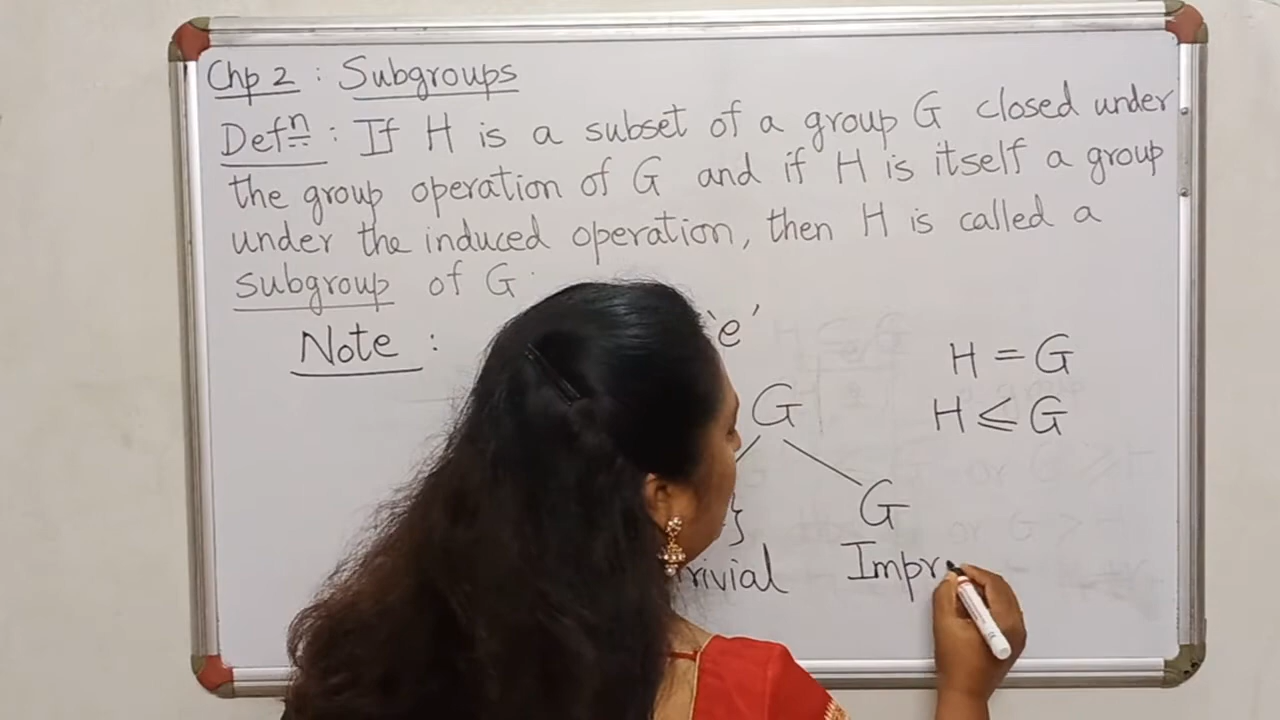 Chp 2 : Subgroups
Defⁿ : If H is a subset of a group G closed under
the group operation of G and if H is itself a group
under the induced operation, then H is called a
subgroup of G.
Note :
'e'
H = G
G
H ≤ G
G
}
rivial
Impr